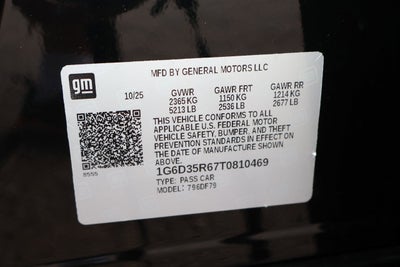 gm
MFD BY GENERAL MOTORS LLC
10/25 GVWR GAWR FRT GAWR RR
2365 KG 1150 KG 1214 KG
5213 LB 2536 LB 2677 LB
THIS VEHICLE CONFORMS TO ALL
APPLICABLE U.S. FEDERAL MOTOR
VEHICLE SAFETY, BUMPER, AND THEFT
PREVENTION STANDARDS IN EFFECT ON
THE DATE OF MANUFACTURE SHOWN
ABOVE.
1G6D35R67T0810469
TYPE: PASS CAR
MODEL: 796DF79